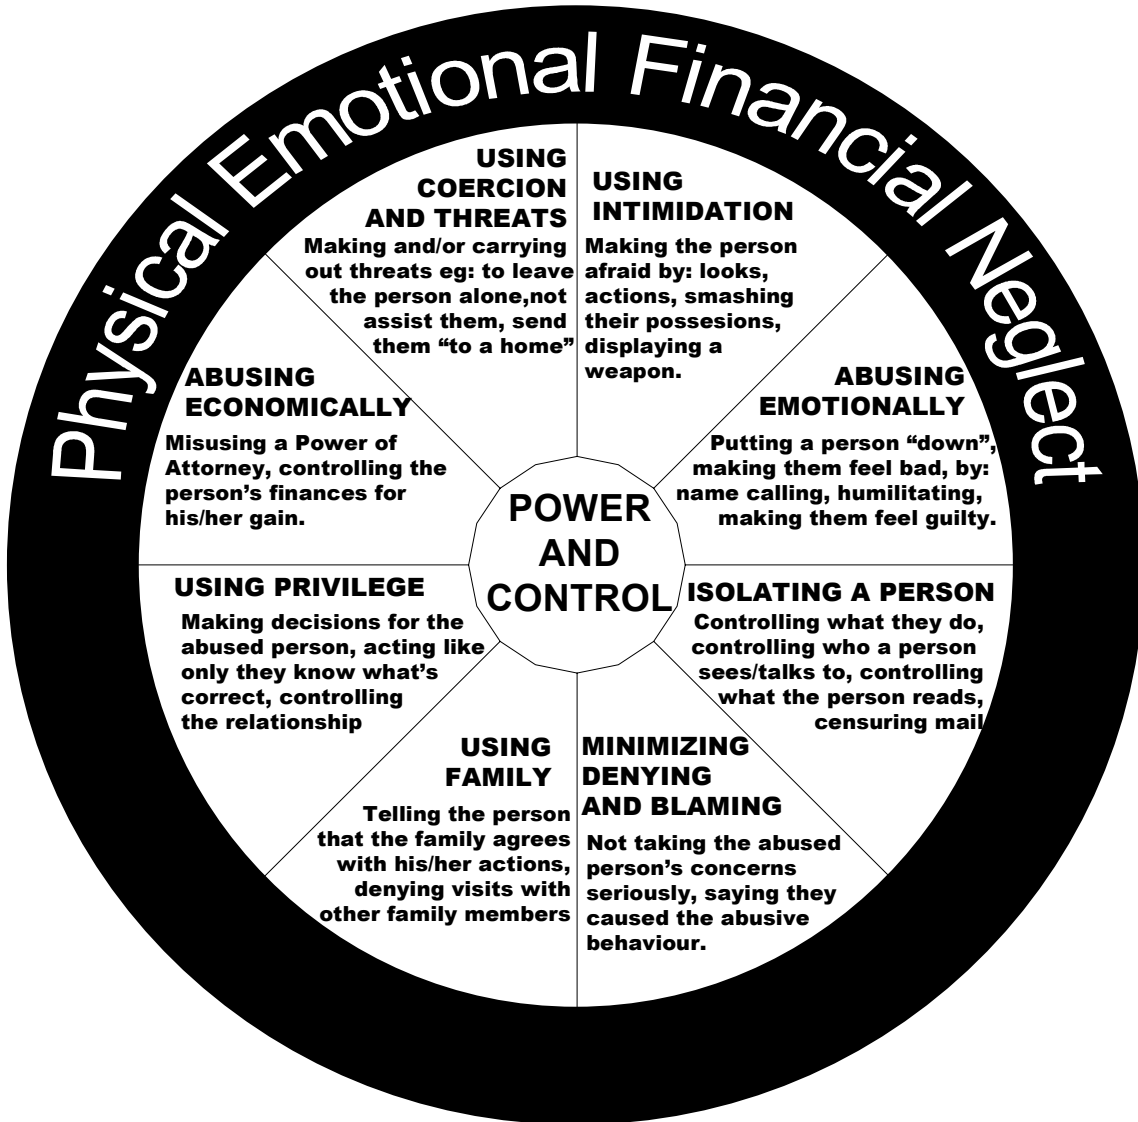 Physical Emotional Financial Neglect
USING
COERCION
AND THREATS
Making and/or carrying
out threats eg: to leave
the person alone,not
assist them, send
them “to a home”
USING
INTIMIDATION
Making the person
afraid by: looks,
actions, smashing
their possesions,
displaying a
weapon.
ABUSING
EMOTIONALLY
Putting a person “down”,
making them feel bad, by:
name calling, humilitating,
making them feel guilty.
ISOLATING A PERSON
Controlling what they do,
controlling who a person
sees/talks to, controlling
what the person reads,
censuring mail
MINIMIZING
DENYING
AND BLAMING
Not taking the abused
person’s concerns
seriously, saying they
caused the abusive
behaviour.
USING
FAMILY
Telling the person
that the family agrees
with his/her actions,
denying visits with
other family members
USING PRIVILEGE
Making decisions for the
abused person, acting like
only they know what’s
correct, controlling
the relationship
ABUSING
ECONOMICALLY
Misusing a Power of
Attorney, controlling the
person’s finances for
his/her gain.
POWER
AND
CONTROL